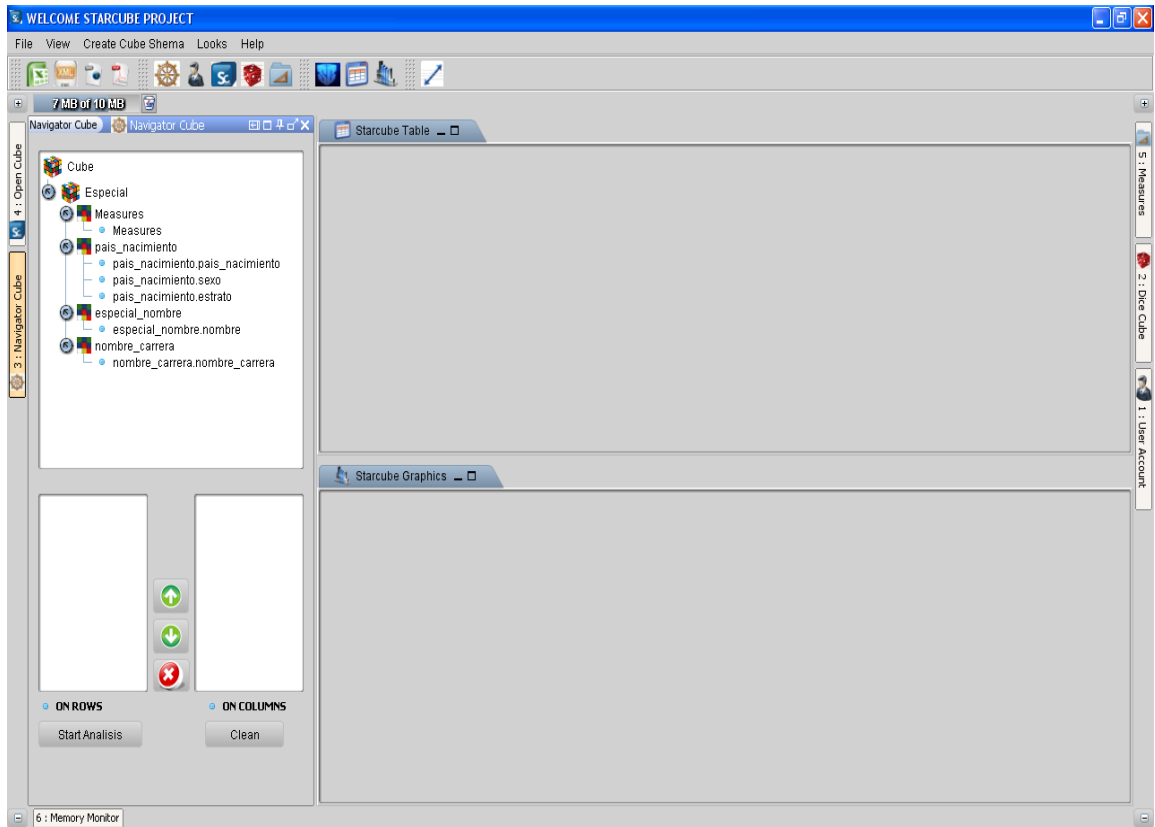 WELCOME STARCUBE PROJECT
File View Create Cube Shema Looks Help
7 MB of 10 MB
Navigator Cube Navigator Cube
4 : Open Cube
3 : Navigator Cube
Cube
Especial
Measures
Measures
pais_nacimiento
pais_nacimiento.pais_nacimiento
pais_nacimiento.sexo
pais_nacimiento.estrato
especial_nombre
especial_nombre.nombre
nombre_carrera
nombre_carrera.nombre_carrera
ON ROWS ON COLUMNS
Start Analisis Clean
Starcube Table
Starcube Graphics
5 : Measures
2 : Dice Cube
1 : User Account
6 : Memory Monitor